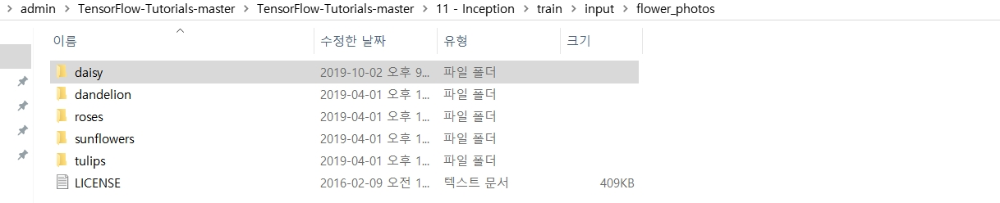 admin > TensorFlow-Tutorials-master > TensorFlow-Tutorials-master > 11 - Inception > train > input > flower_photos
이름 수정한 날짜 유형 크기
daisy 2019-10-02 오후 9... 파일 폴더
dandelion 2019-04-01 오후 1... 파일 폴더
roses 2019-04-01 오후 1... 파일 폴더
sunflowers 2019-04-01 오후 1... 파일 폴더
tulips 2019-04-01 오후 1... 파일 폴더
LICENSE 2016-02-09 오전 1... 텍스트 문서 409KB